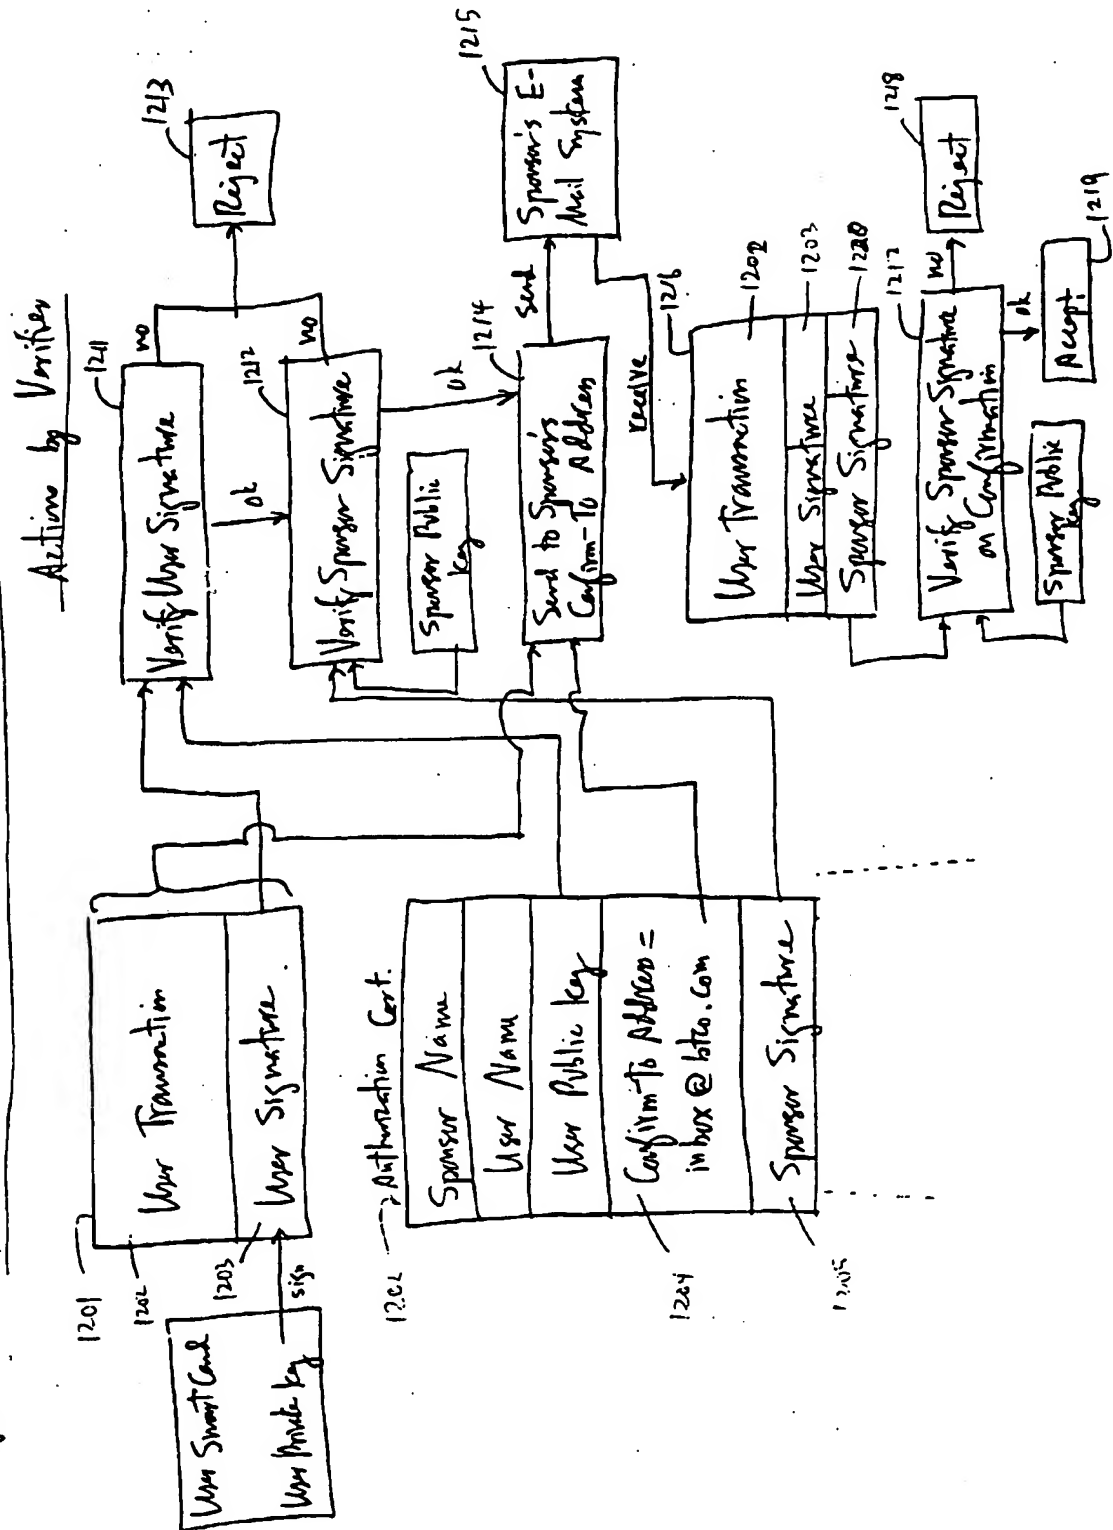 Action by Verifier
User Smart Card
User Private Key
sign
1201
1202
User Transaction
1203
User Signature
1202
Authorization Cert.
Sponsor Name
User Name
User Public Key
1204
Confirm-To Address =
inbox@btco.com
1205
Sponsor Signature
1211
Verify User Signature
no
ok
1212
Verify Sponsor Signature
no
1213
Reject
ok
Sponsor Public
Key
1214
Send to Sponsor's
Confirm-To Address
Send
1215
Sponsor's E-
Mail System
receive
1216
User Transaction
1202
User Signature
1203
Sponsor Signature
1220
1217
Verify Sponsor Signature
on Confirmation
no
1218
Reject
ok
Accept
1219
Sponsor Public
Key